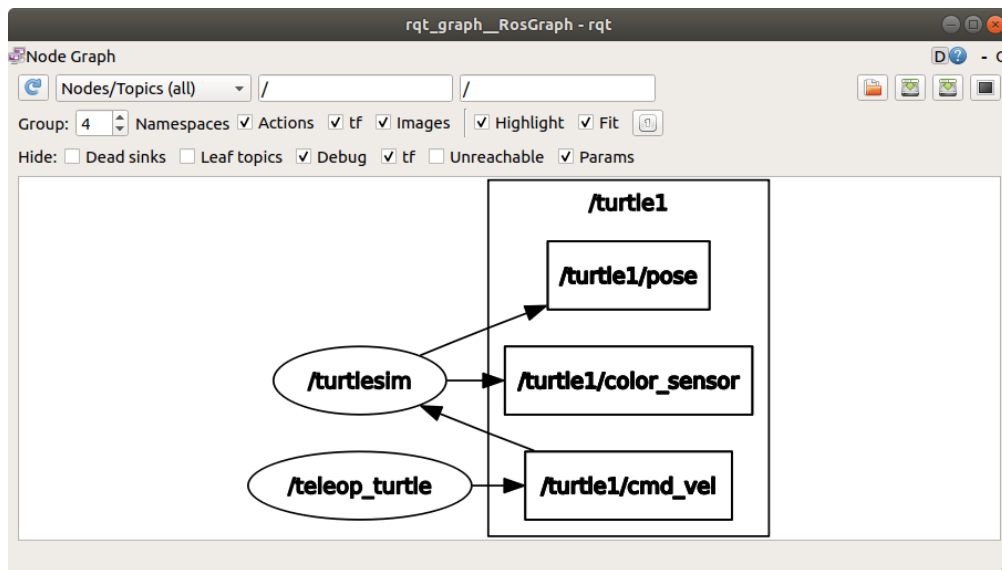 rqt_graph__RosGraph - rqt
Node Graph
D - C
Nodes/Topics (all) / /
Group: 4 Namespaces Actions tf Images Highlight Fit
Hide: Dead sinks Leaf topics Debug tf Unreachable Params
/turtle1
/turtle1/pose
/turtlesim
/turtle1/color_sensor
/teleop_turtle
/turtle1/cmd_vel